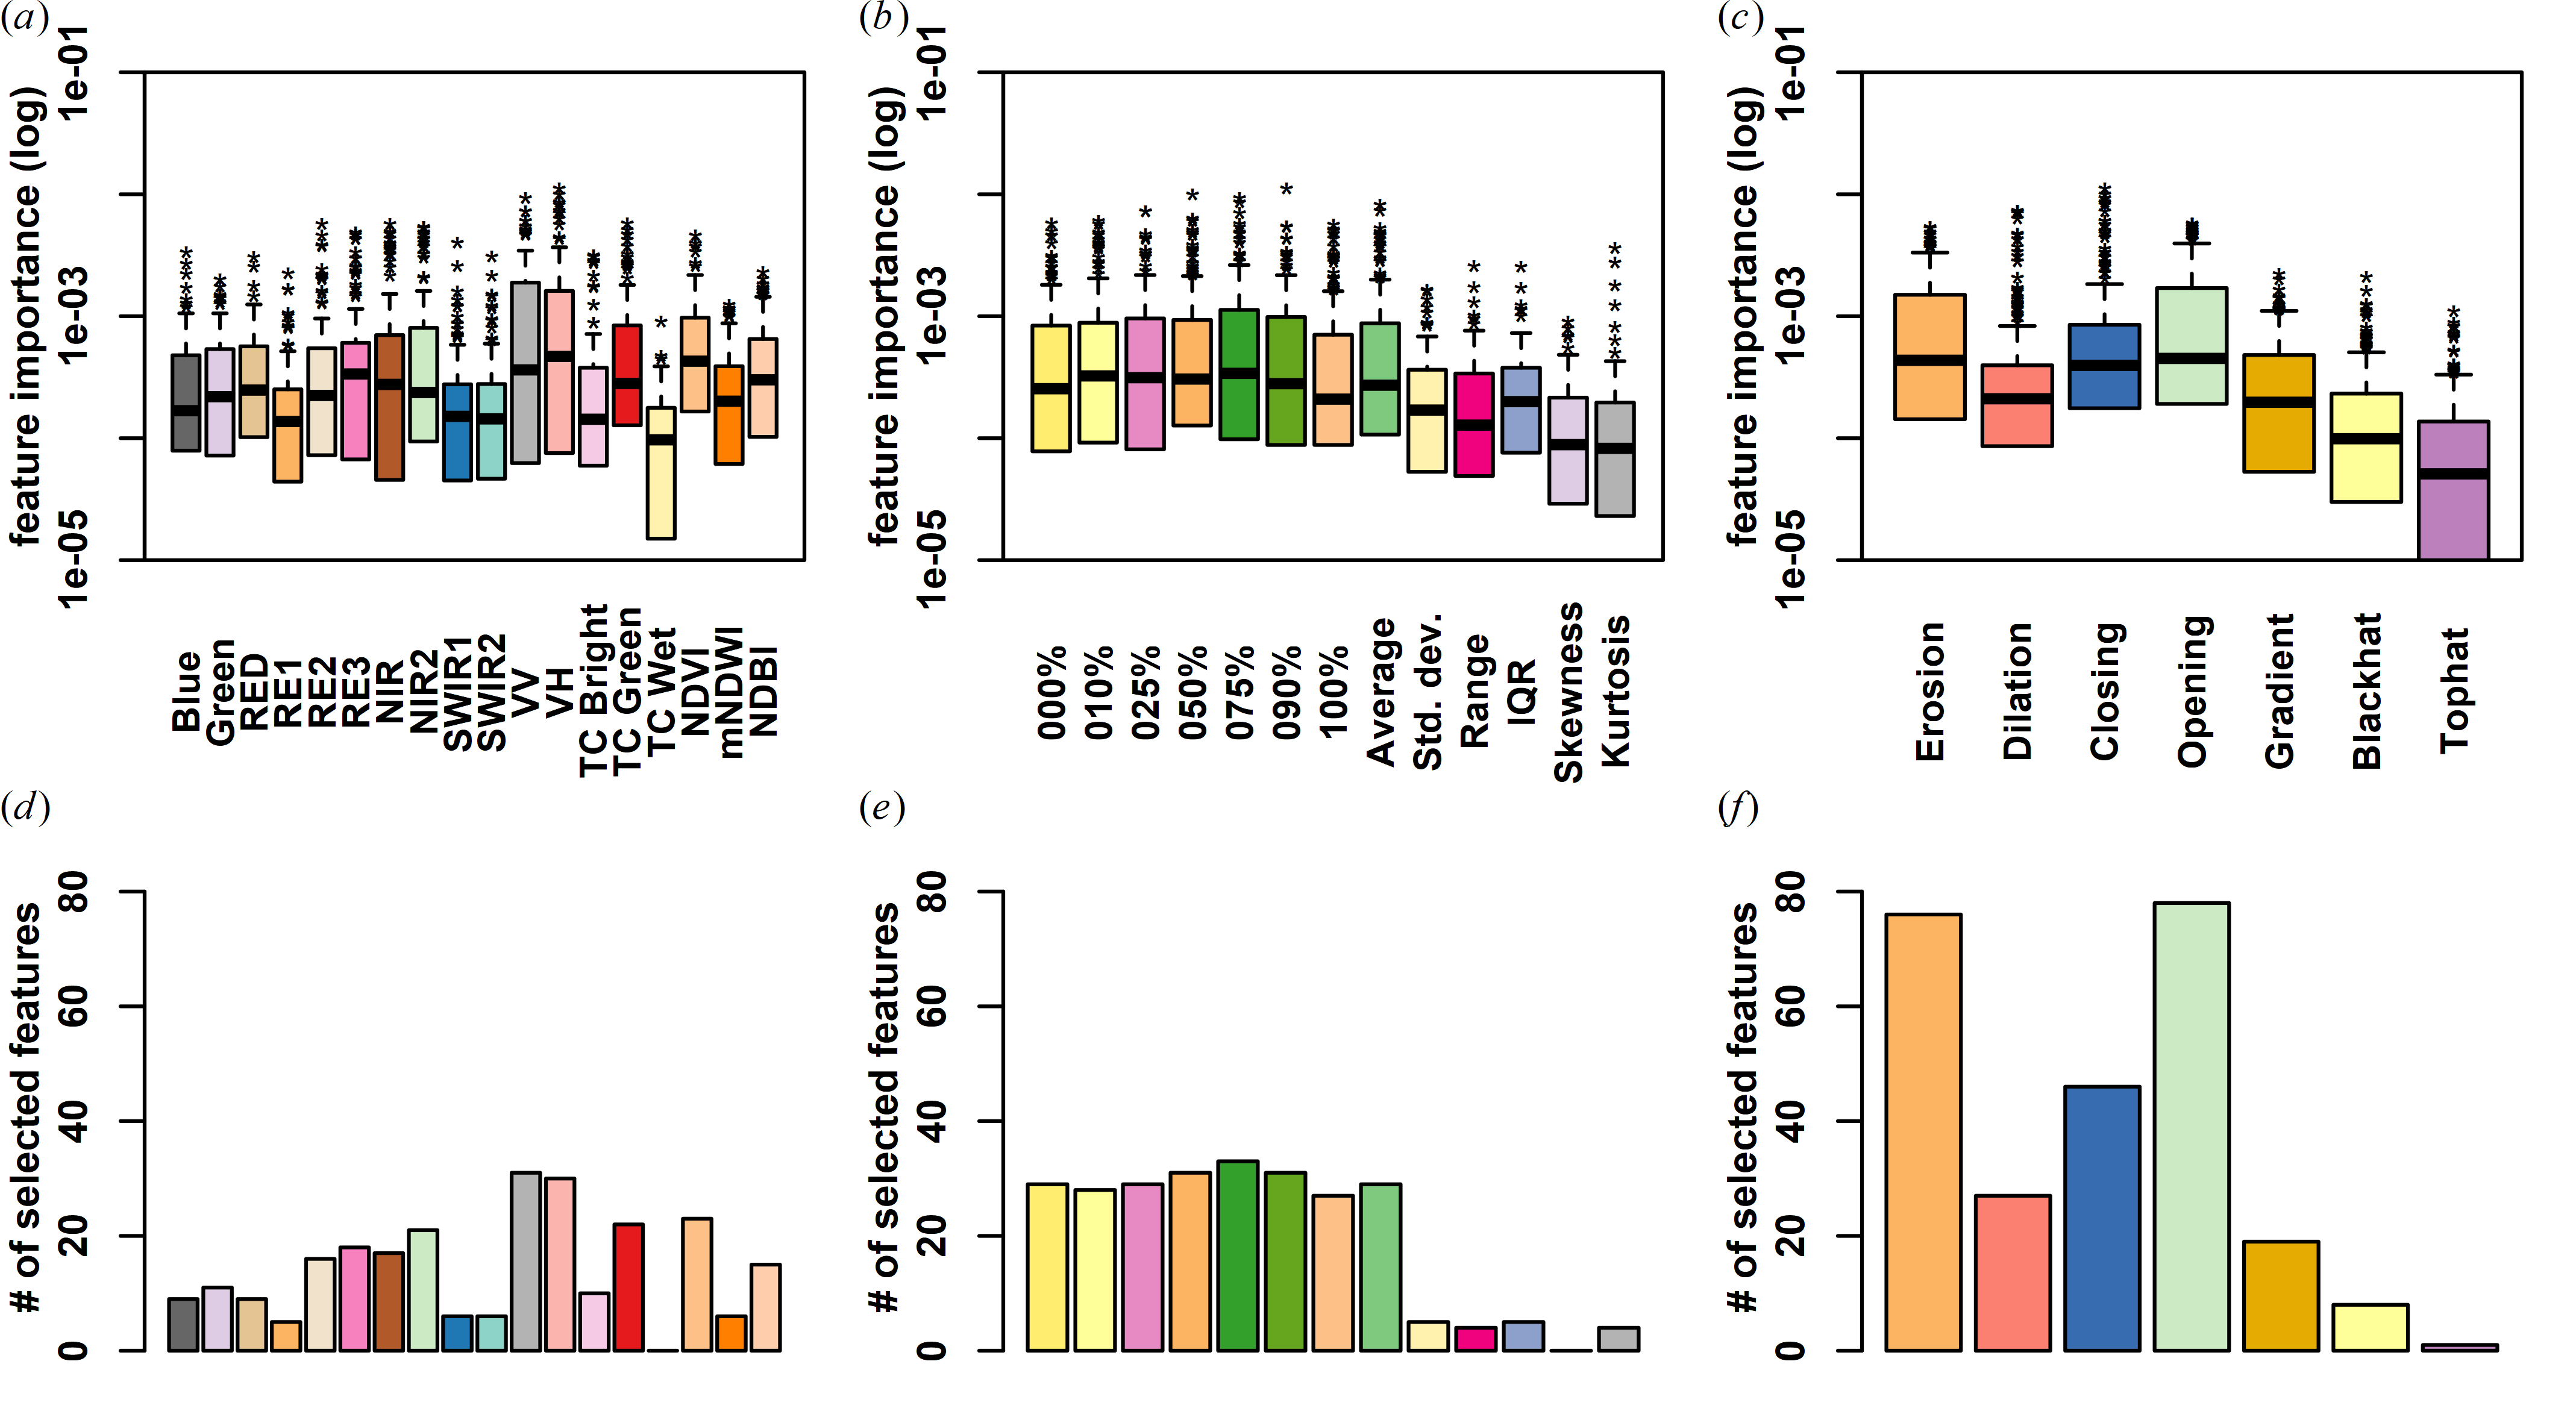 (a)
feature importance (log)
1e-01
1e-03
1e-05
Blue
Green
RED
RE1
RE2
RE3
NIR
NIR2
SWIR1
SWIR2
VV
VH
TC Bright
TC Green
TC Wet
NDVI
mNDWI
NDBI
(b)
feature importance (log)
1e-01
1e-03
1e-05
000%
010%
025%
050%
075%
090%
100%
Average
Std. dev.
Range
IQR
Skewness
Kurtosis
(c)
feature importance (log)
1e-01
1e-03
1e-05
Erosion
Dilation
Closing
Opening
Gradient
Blackhat
Tophat
(d)
# of selected features
80
60
40
20
0
(e)
# of selected features
80
60
40
20
0
(f)
# of selected features
80
60
40
20
0